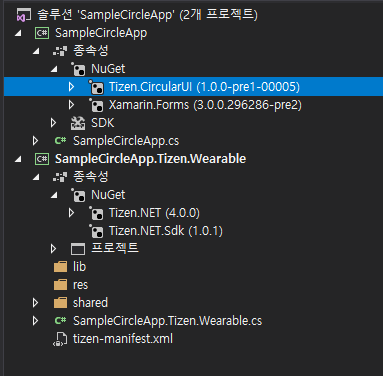 솔루션 'SampleCircleApp' (2개 프로젝트)
C# SampleCircleApp
종속성
NuGet
Tizen.CircularUI (1.0.0-pre1-00005)
Xamarin.Forms (3.0.0.296286-pre2)
SDK
C# SampleCircleApp.cs
C# SampleCircleApp.Tizen.Wearable
종속성
NuGet
Tizen.NET (4.0.0)
Tizen.NET.Sdk (1.0.1)
프로젝트
lib
res
shared
C# SampleCircleApp.Tizen.Wearable.cs
tizen-manifest.xml